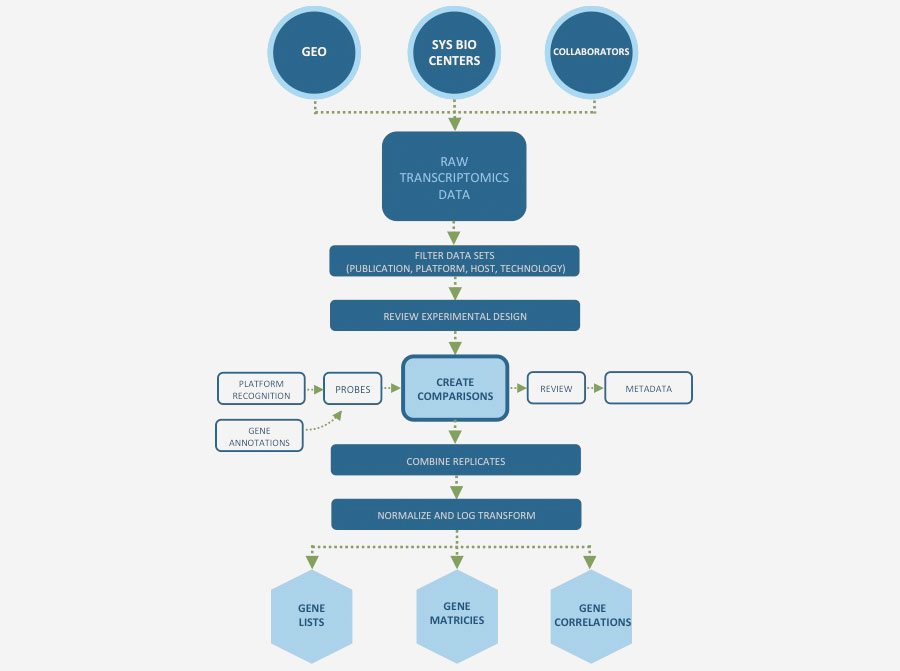 GEO
SYS BIO
CENTERS
COLLABORATORS
RAW
TRANSCRIPTOMICS
DATA
FILTER DATA SETS
(PUBLICATION, PLATFORM, HOST, TECHNOLOGY)
REVIEW EXPERIMENTAL DESIGN
PLATFORM
RECOGNITION
PROBES
CREATE
COMPARISONS
REVIEW
METADATA
GENE
ANNOTATIONS
COMBINE REPLICATES
NORMALIZE AND LOG TRANSFORM
GENE
LISTS
GENE
MATRICIES
GENE
CORRELATIONS